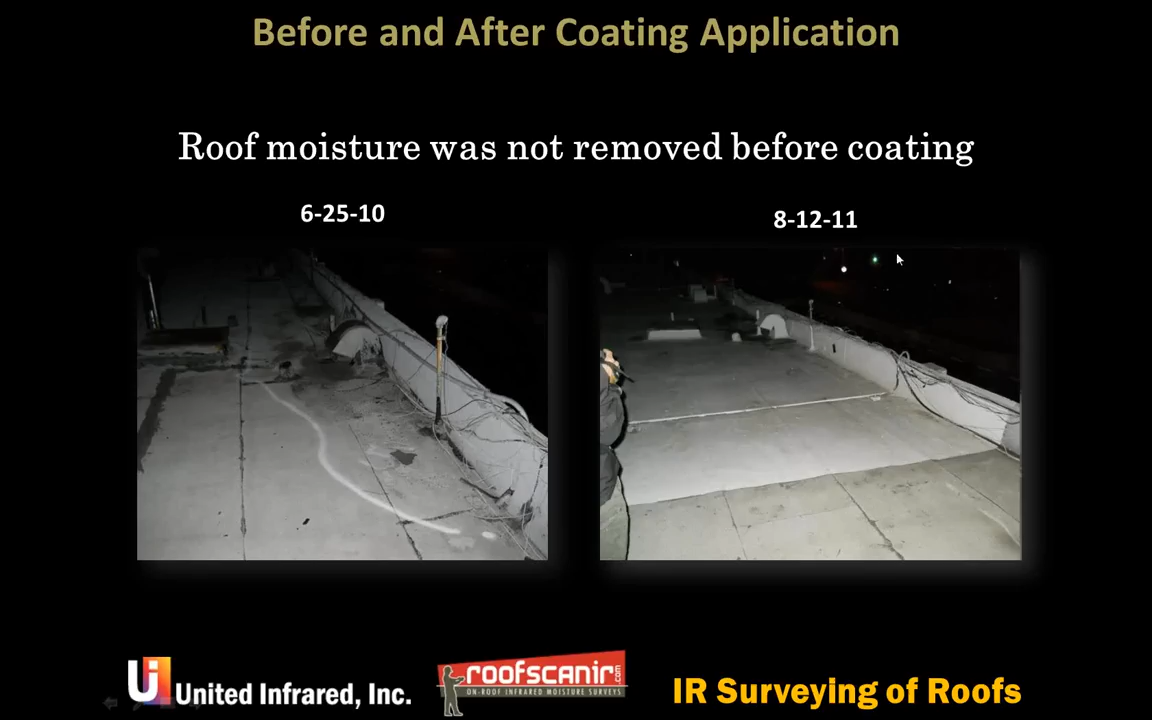 Before and After Coating Application
Roof moisture was not removed before coating
6-25-10
8-12-11
Ui United Infrared, Inc.
roofscanir.com
ON-ROOF INFRARED MOISTURE SURVEYS
IR Surveying of Roofs